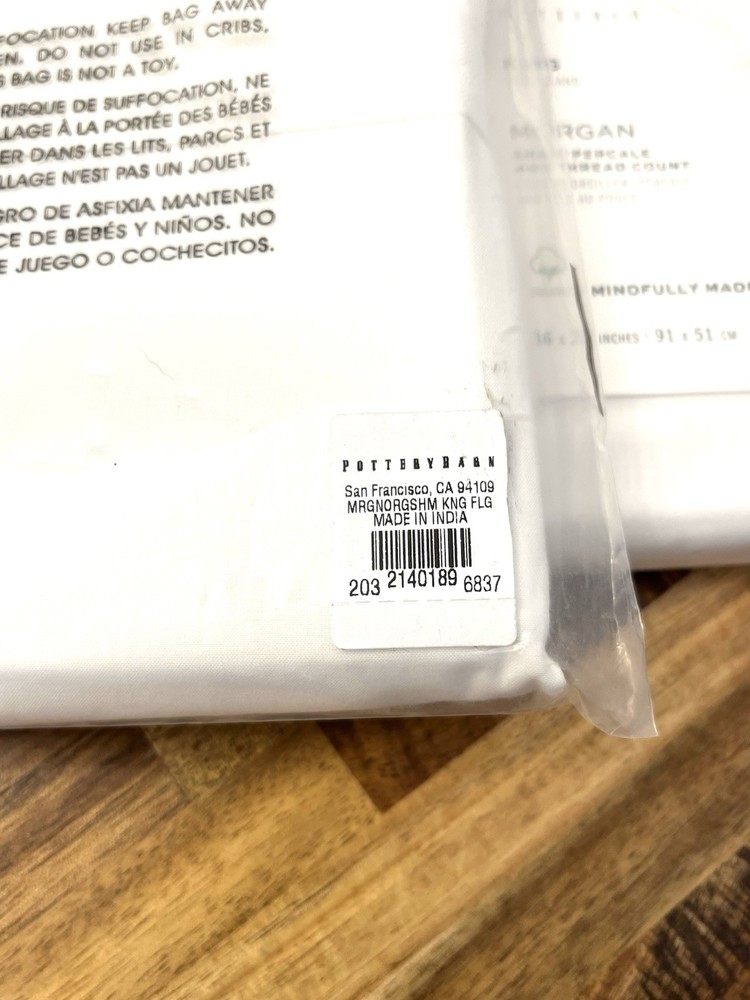 FOCATION KEEP BAG AWAY
EN. DO NOT USE IN CRIBS,
S BAG IS NOT A TOY.
RISQUE DE SUFFOCATION, NE
LLAGE À LA PORTÉE DES BÉBÉS
ER DANS LES LITS, PARCS ET
LLAGE N'EST PAS UN JOUET.
GRO DE ASFIXIA MANTENER
CE DE BEBÉS Y NIÑOS. NO
E JUEGO O COCHECITOS.
MORGAN
PERCALE
THREAD COUNT
MINDFULLY MADE
INCHES · 91 x 51 CM
POTTERYBARN
San Francisco, CA 94109
MRGNORGSHM KNG FLG
MADE IN INDIA
203 2140189 6837